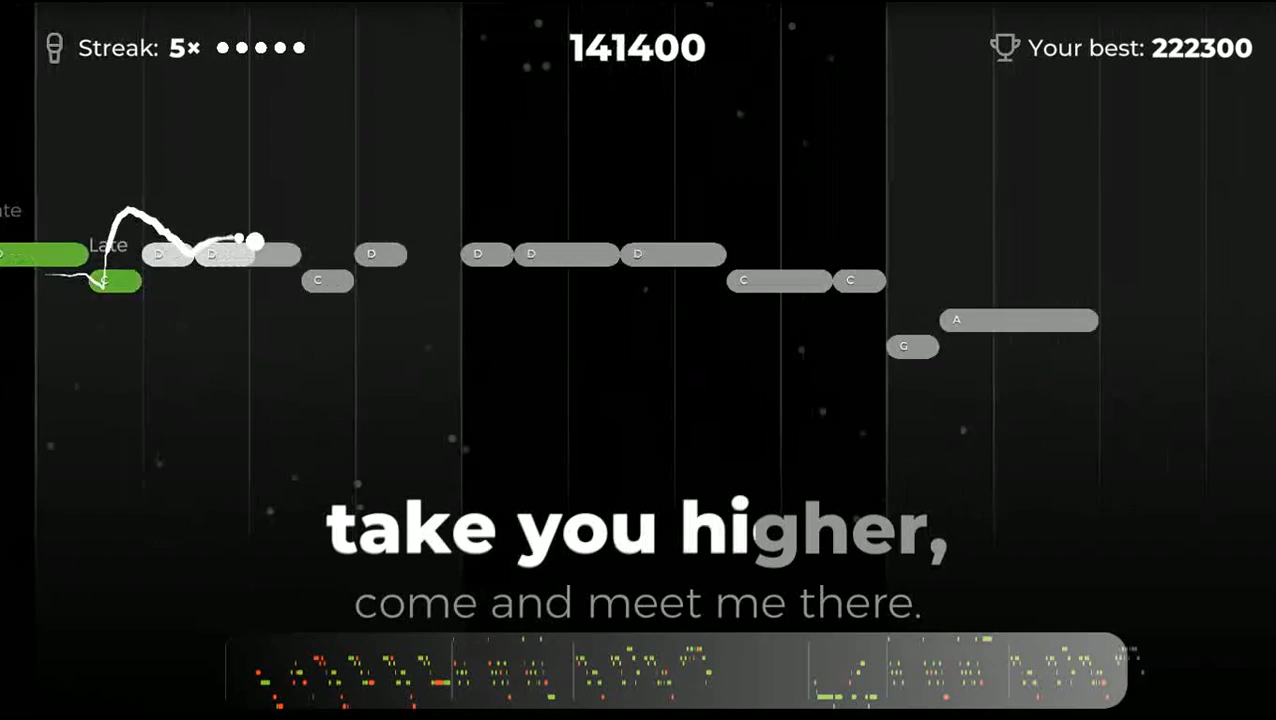 Streak: 5×
141400
Your best: 222300
Late
D D D D D D
C C C C
A
G
take you higher,
come and meet me there.